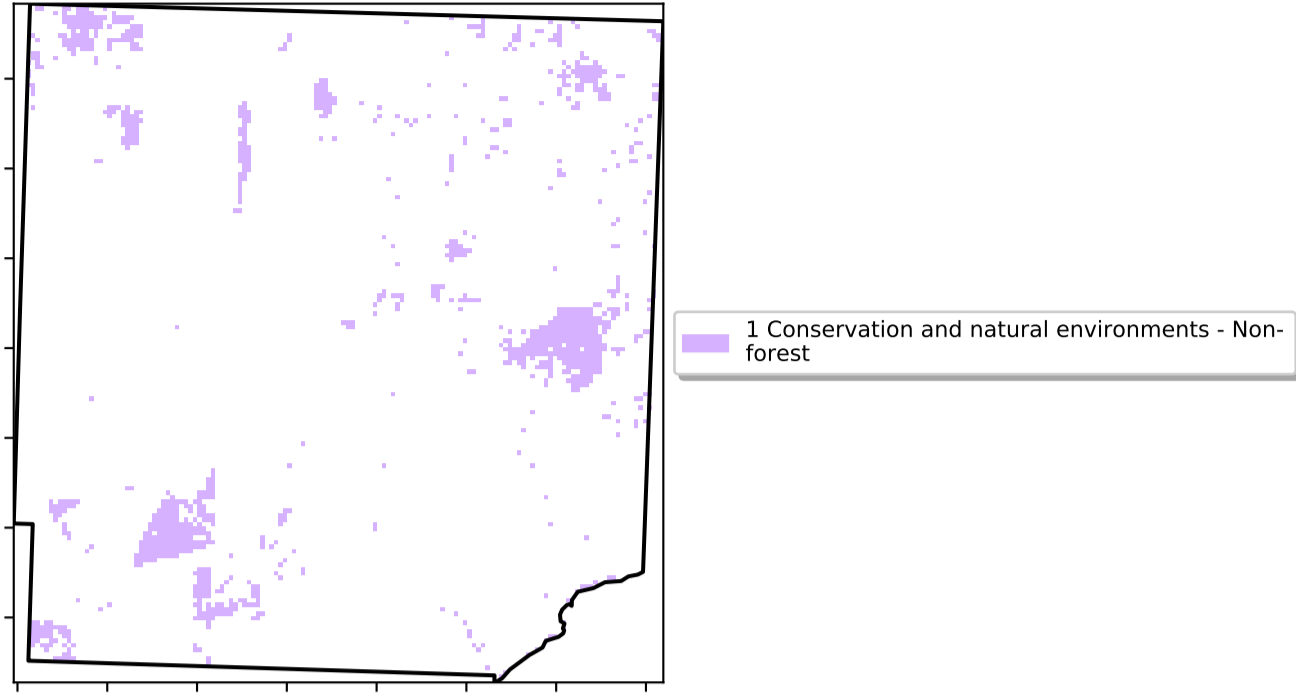 1 Conservation and natural environments - Non-
forest